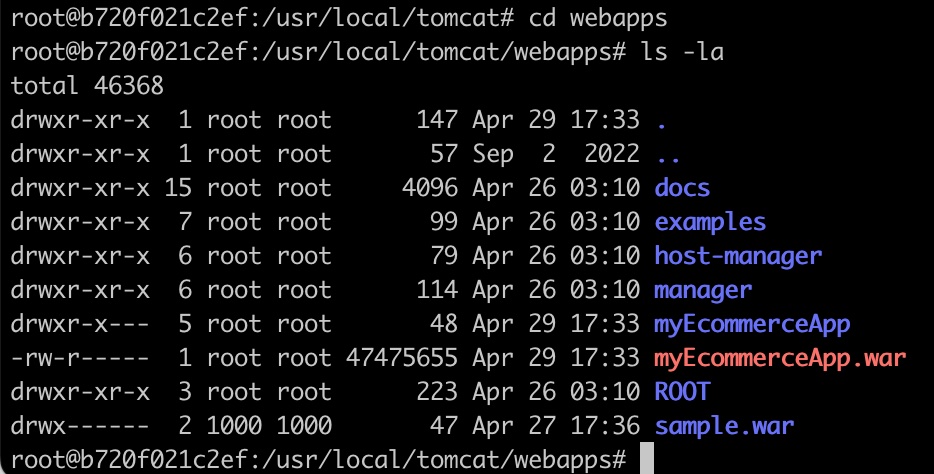 root@b720f021c2ef:/usr/local/tomcat# cd webapps
root@b720f021c2ef:/usr/local/tomcat/webapps# ls -la
total 46368
drwxr-xr-x  1 root root      147 Apr 29 17:33 .
drwxr-xr-x  1 root root       57 Sep  2  2022 ..
drwxr-xr-x 15 root root     4096 Apr 26 03:10 docs
drwxr-xr-x  7 root root       99 Apr 26 03:10 examples
drwxr-xr-x  6 root root       79 Apr 26 03:10 host-manager
drwxr-xr-x  6 root root      114 Apr 26 03:10 manager
drwxr-x---  5 root root       48 Apr 29 17:33 myEcommerceApp
-rw-r-----  1 root root 47475655 Apr 29 17:33 myEcommerceApp.war
drwxr-xr-x  3 root root      223 Apr 26 03:10 ROOT
drwx------  2 1000 1000       47 Apr 27 17:36 sample.war
root@b720f021c2ef:/usr/local/tomcat/webapps#